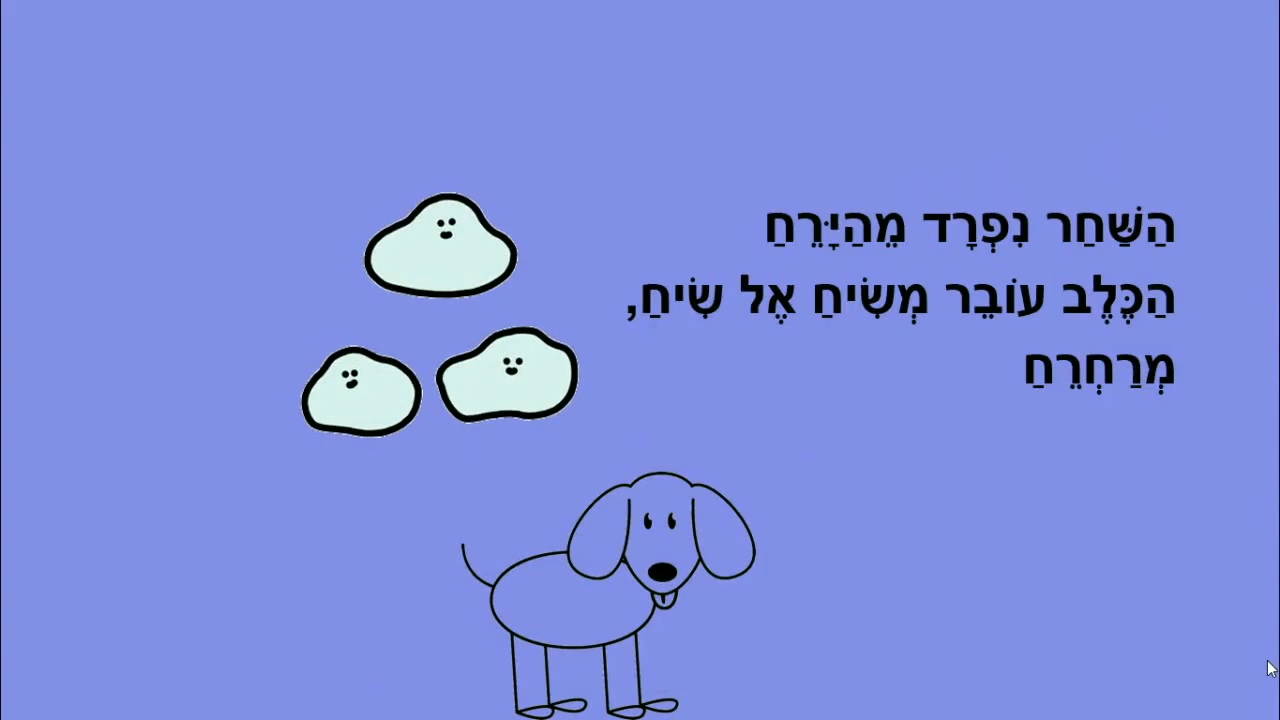 הַשַּׁחַר נִפְרָד מֵהַיָּרֵחַ
הַכֶּלֶב עוֹבֵר מְשִׂיחַ אֶל שִׂיחַ,
מְרַחְרֵחַ